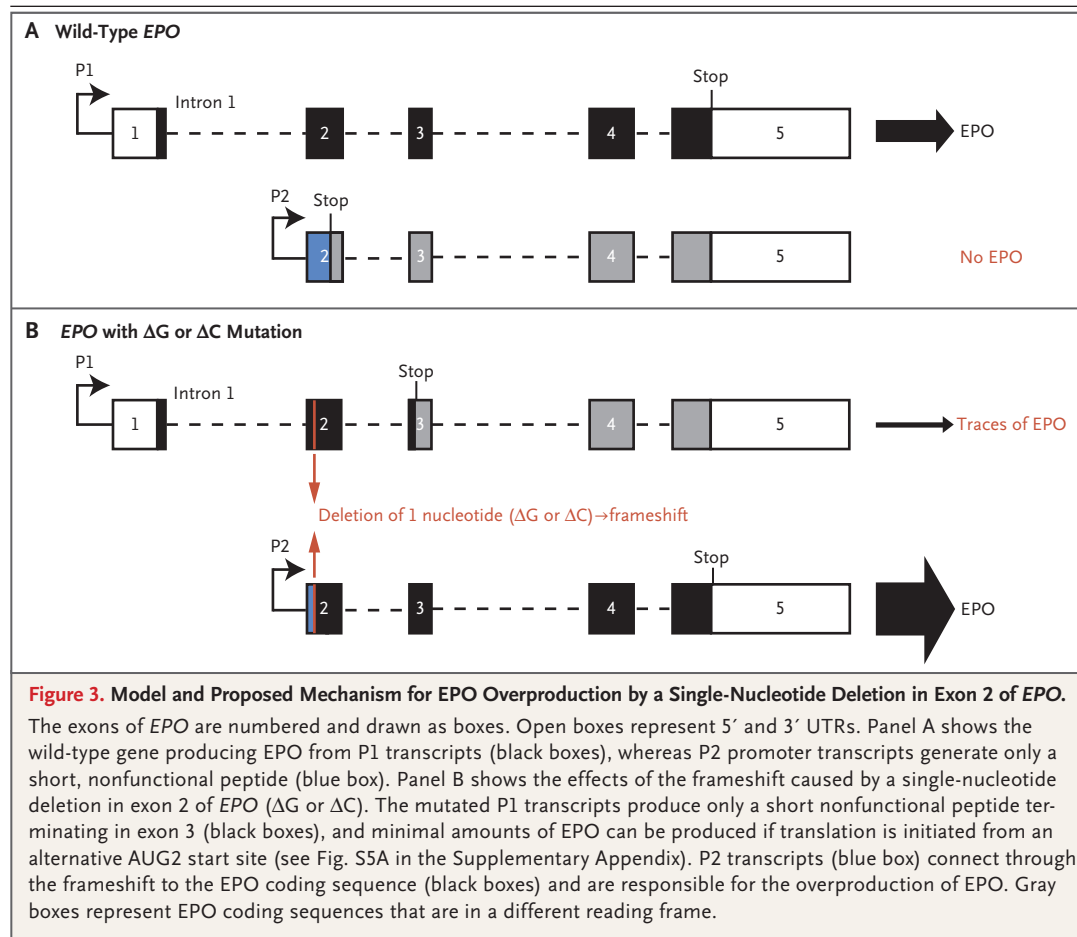 A Wild-Type EPO
P1
Intron 1
Stop
1
2
3
4
5
EPO
P2
Stop
2
3
4
5
No EPO
B EPO with ΔG or ΔC Mutation
P1
Intron 1
Stop
1
2
3
4
5
Traces of EPO
Deletion of 1 nucleotide (ΔG or ΔC)→frameshift
P2
Stop
2
3
4
5
EPO
Figure 3. Model and Proposed Mechanism for EPO Overproduction by a Single-Nucleotide Deletion in Exon 2 of EPO.
The exons of EPO are numbered and drawn as boxes. Open boxes represent 5′ and 3′ UTRs. Panel A shows the
wild-type gene producing EPO from P1 transcripts (black boxes), whereas P2 promoter transcripts generate only a
short, nonfunctional peptide (blue box). Panel B shows the effects of the frameshift caused by a single-nucleotide
deletion in exon 2 of EPO (ΔG or ΔC). The mutated P1 transcripts produce only a short nonfunctional peptide ter-
minating in exon 3 (black boxes), and minimal amounts of EPO can be produced if translation is initiated from an
alternative AUG2 start site (see Fig. S5A in the Supplementary Appendix). P2 transcripts (blue box) connect through
the frameshift to the EPO coding sequence (black boxes) and are responsible for the overproduction of EPO. Gray
boxes represent EPO coding sequences that are in a different reading frame.